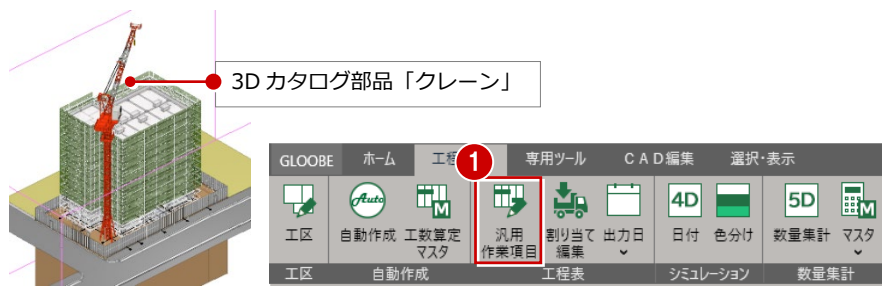 3D カタログ部品「クレーン」
GLOOBE ホーム 専用ツール CAD編集 選択・表示
1
Auto M 4D 5D M
工区 自動作成 工数算定マスタ 汎用作業項目 割り当て編集 出力日 日付 色分け 数量集計 マスタ
工区 自動作成 工程表 シミュレーション 数量集計